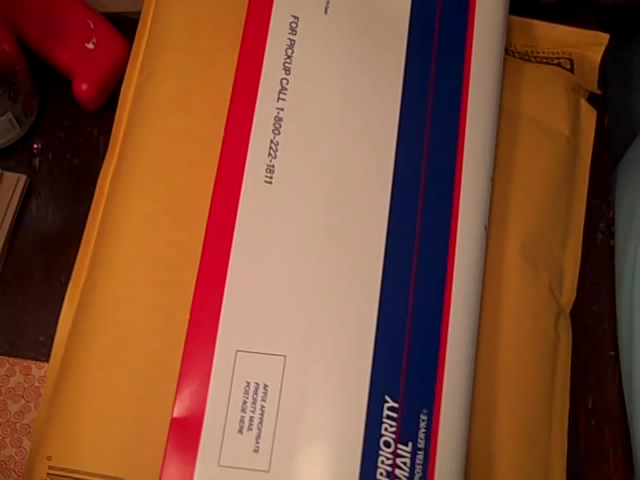 FOR PICKUP CALL 1-800-222-1811
AFFIX APPROPRIATE
PRIORITY MAIL
POSTAGE HERE
PRIORITY
MAIL
POSTAL SERVICE®